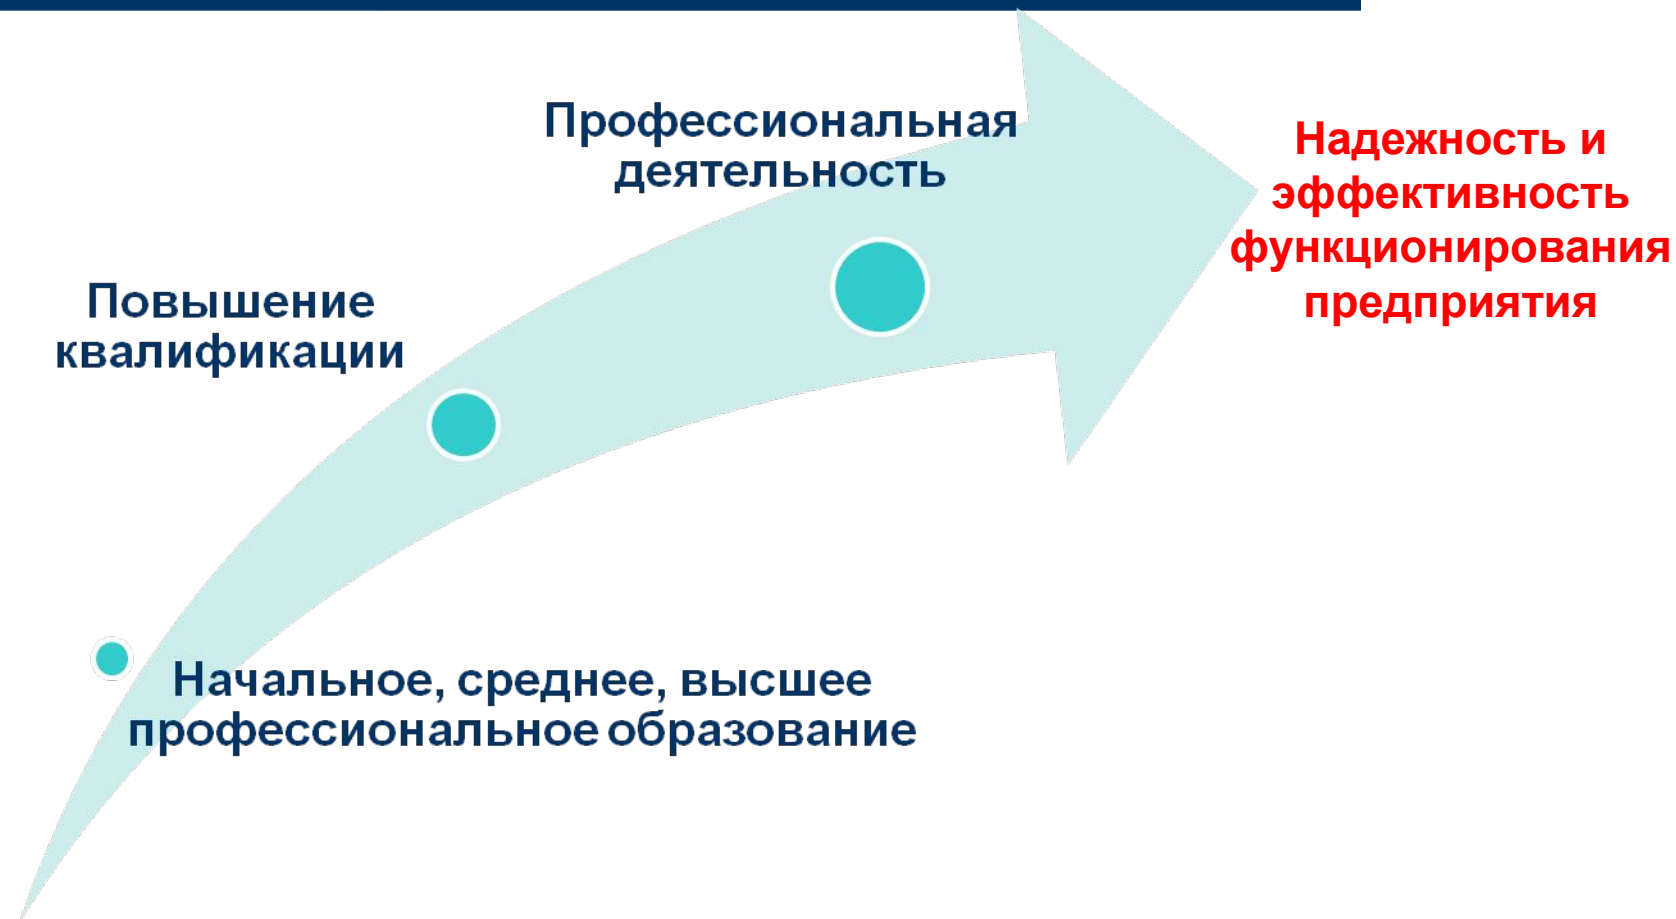 Профессиональная
деятельность
Надежность и
эффективность
функционирования
предприятия
Повышение
квалификации
Начальное, среднее, высшее
профессиональное образование